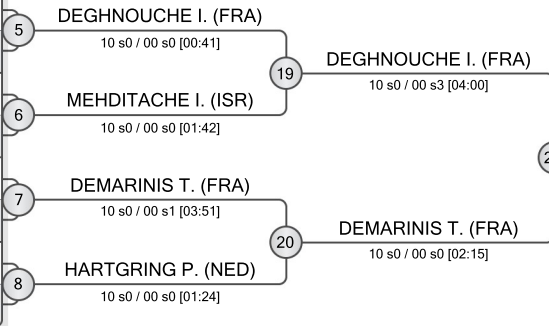 5
DEGHNOUCHE I. (FRA)
10 s0 / 00 s0 [00:41]
19
DEGHNOUCHE I. (FRA)
10 s0 / 00 s3 [04:00]
6
MEHDITACHE I. (ISR)
10 s0 / 00 s0 [01:42]
7
DEMARINIS T. (FRA)
10 s0 / 00 s1 [03:51]
20
DEMARINIS T. (FRA)
10 s0 / 00 s0 [02:15]
8
HARTGRING P. (NED)
10 s0 / 00 s0 [01:24]